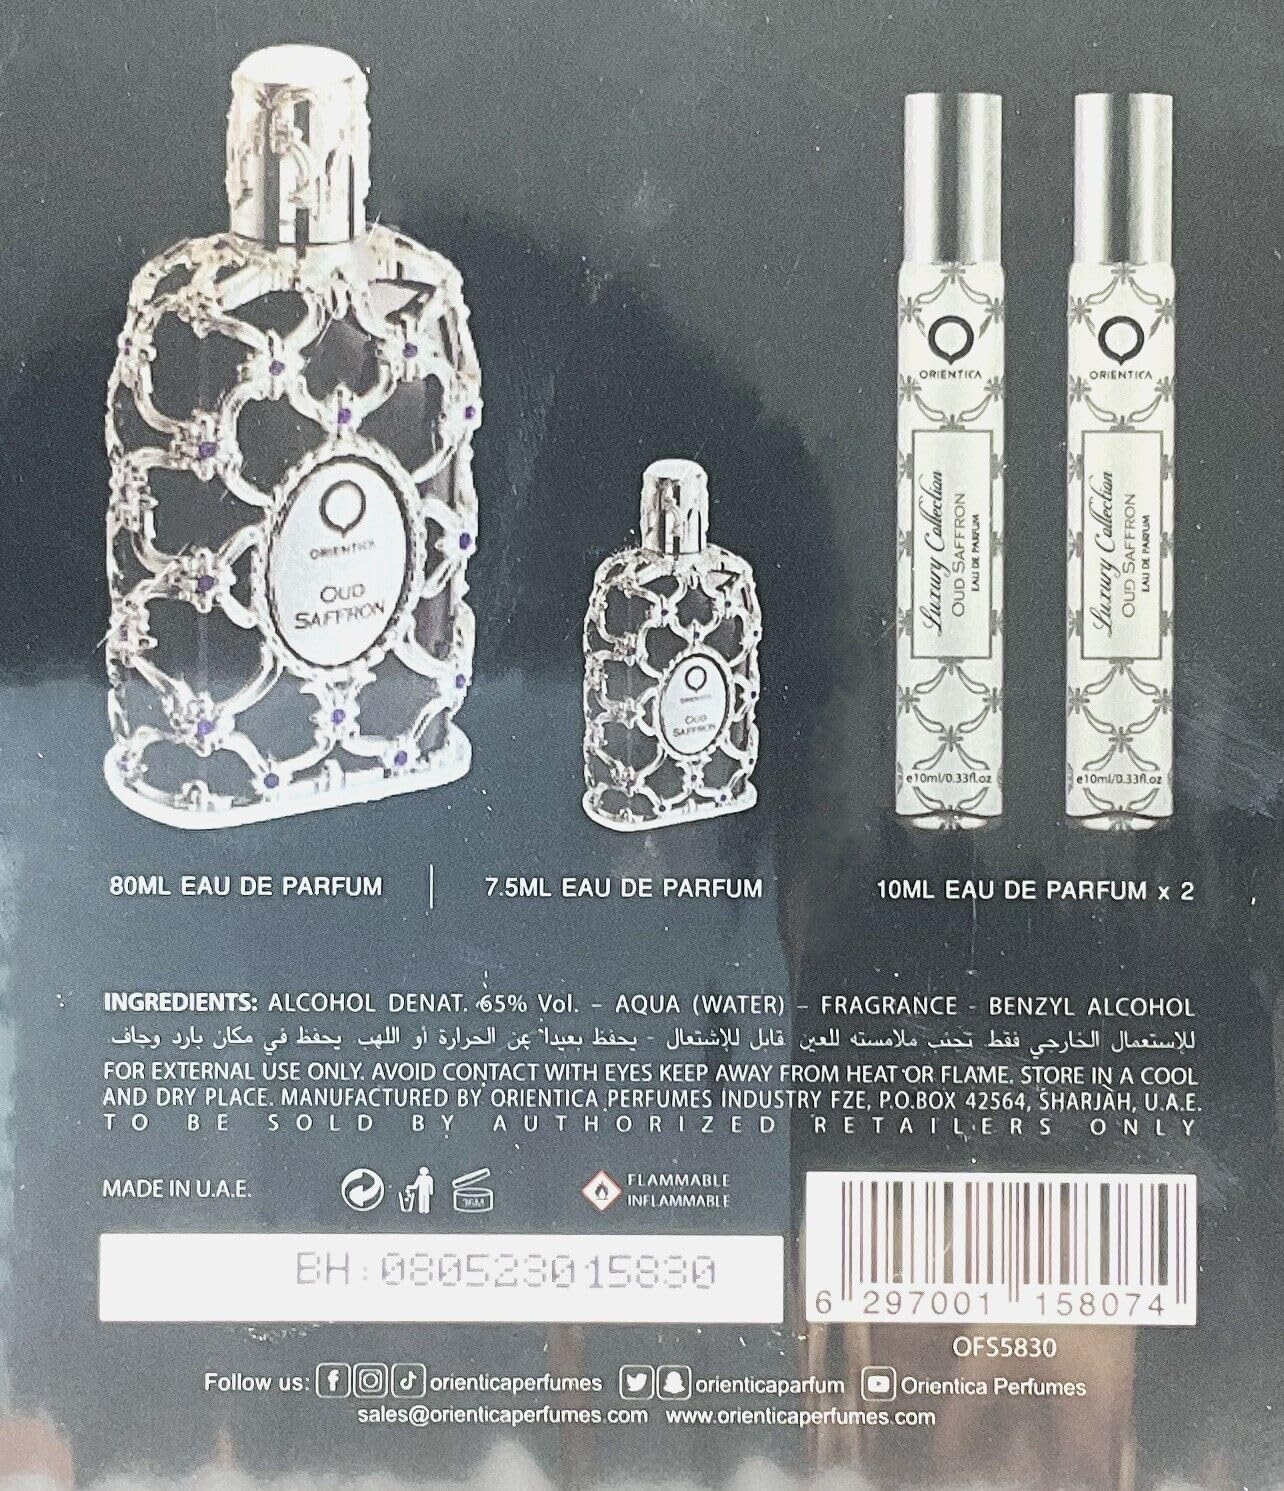 ORIENTICA
OUD
SAFFRON
ORIENTICA
OUD
SAFFRON
ORIENTICA
Luxury Collection
OUD SAFFRON
EAU DE PARFUM
e10ml/0.33fl.oz
ORIENTICA
Luxury Collection
OUD SAFFRON
EAU DE PARFUM
e10ml/0.33fl.oz
80ML EAU DE PARFUM | 7.5ML EAU DE PARFUM
10ML EAU DE PARFUM x 2
INGREDIENTS: ALCOHOL DENAT. 65% Vol. – AQUA (WATER) – FRAGRANCE - BENZYL ALCOHOL
للإستعمال الخارجي فقط تجنب ملامسته للعين قابل للإشتعال - يحفظ بعيداً عن الحرارة أو اللهب يحفظ في مكان بارد وجاف
FOR EXTERNAL USE ONLY. AVOID CONTACT WITH EYES KEEP AWAY FROM HEAT OR FLAME. STORE IN A COOL
AND DRY PLACE. MANUFACTURED BY ORIENTICA PERFUMES INDUSTRY FZE, P.O.BOX 42564, SHARJAH, U.A.E.
TO BE SOLD BY AUTHORIZED RETAILERS ONLY
MADE IN U.A.E.
36M
FLAMMABLE
INFLAMMABLE
BH:080523015830
6 297001 158074
OFS5830
Follow us: orienticaperfumes orienticaparfum Orientica Perfumes
sales@orienticaperfumes.com www.orienticaperfumes.com